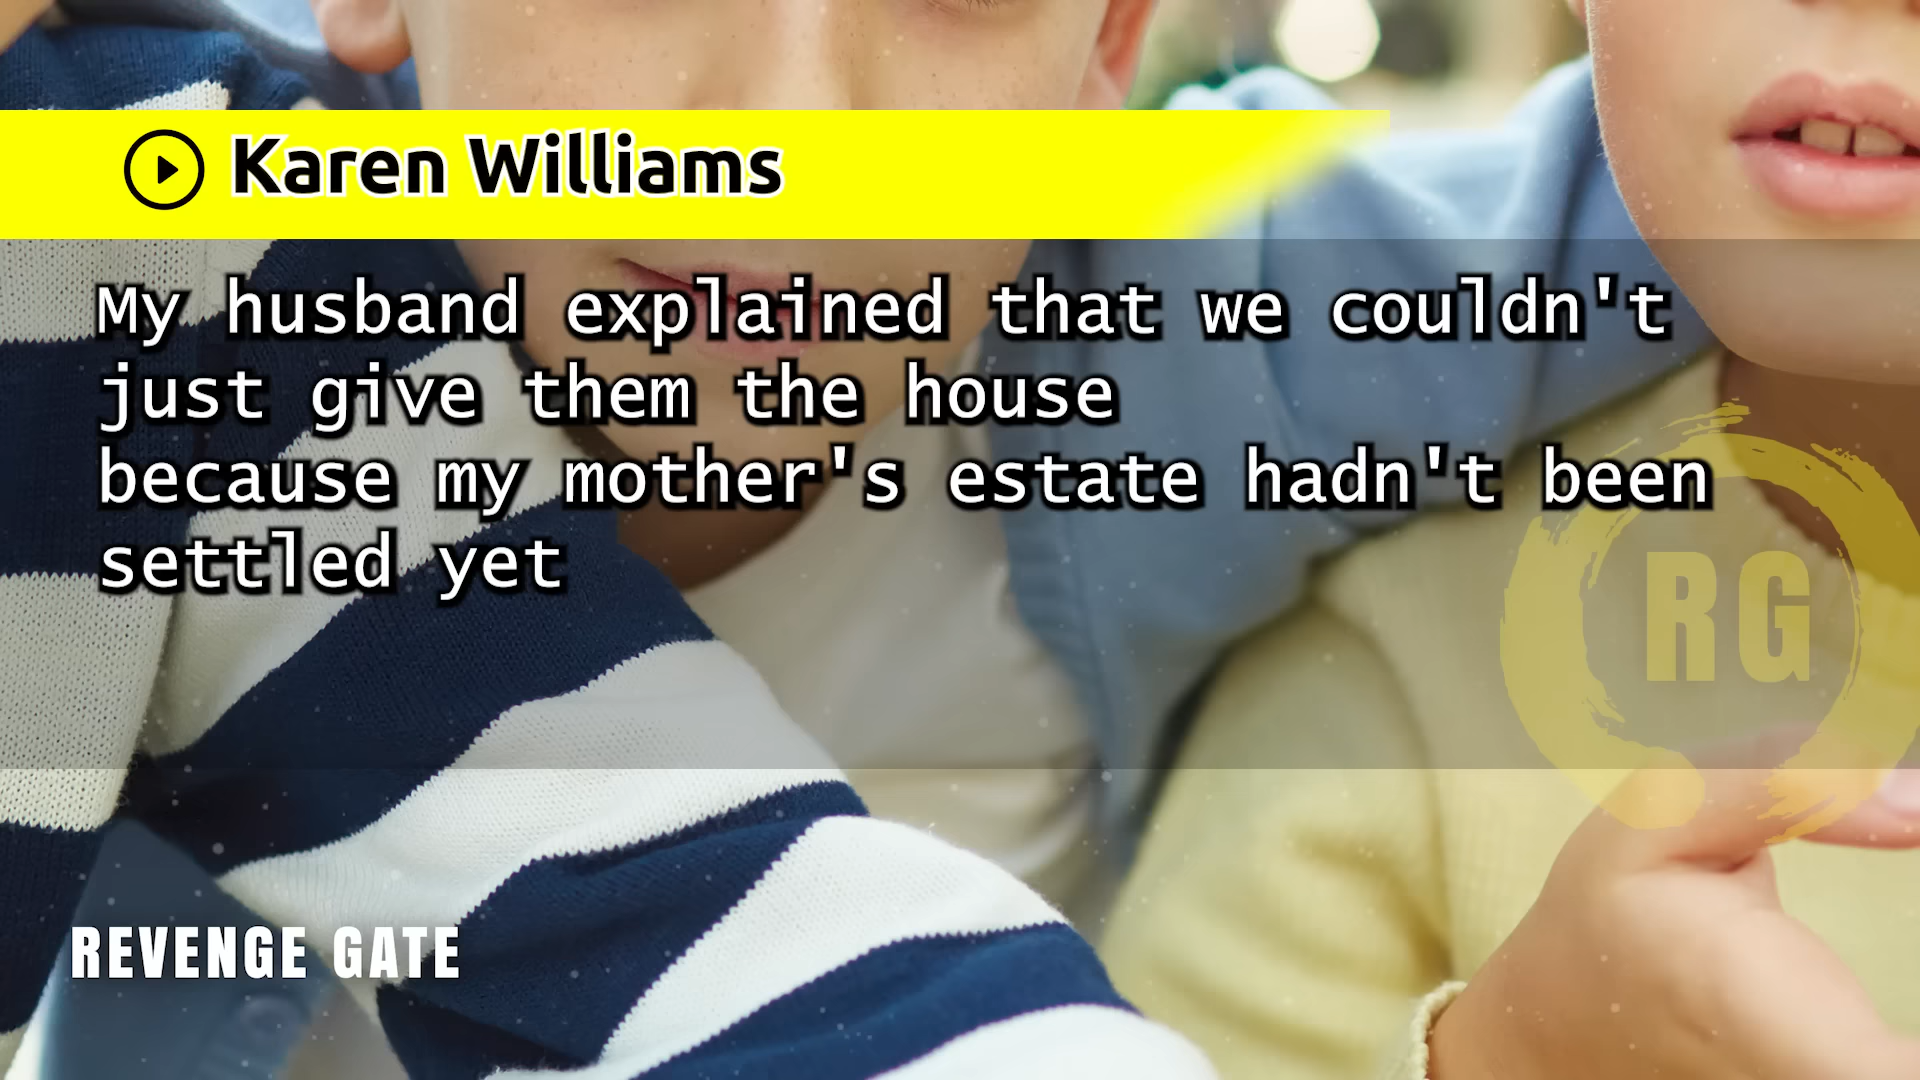 Karen Williams
My husband explained that we couldn't
just give them the house
because my mother's estate hadn't been
settled yet
RG
REVENGE GATE